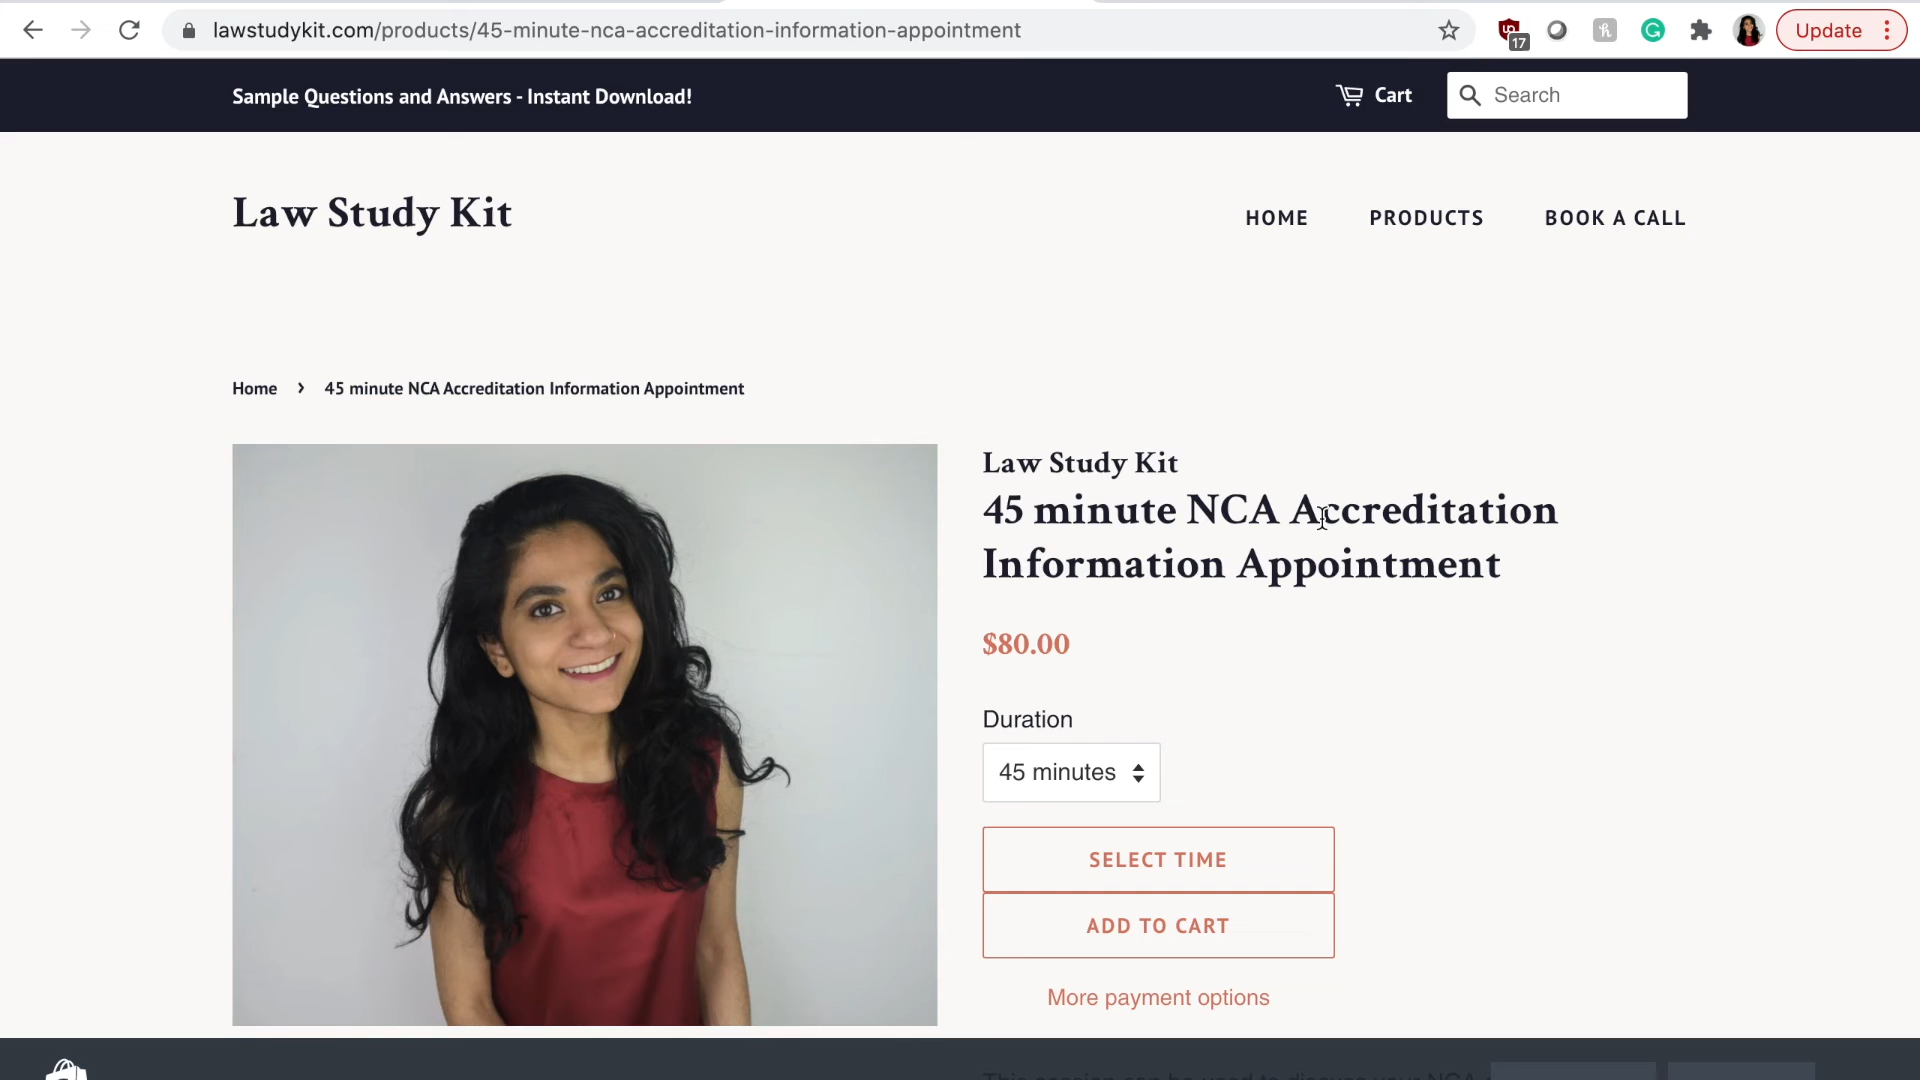 lawstudykit.com/products/45-minute-nca-accreditation-information-appointment
17
Update
Sample Questions and Answers - Instant Download!
Cart
Search
Law Study Kit
HOME
PRODUCTS
BOOK A CALL
Home › 45 minute NCA Accreditation Information Appointment
Law Study Kit
45 minute NCA Accreditation
Information Appointment
$80.00
Duration
45 minutes
SELECT TIME
ADD TO CART
More payment options